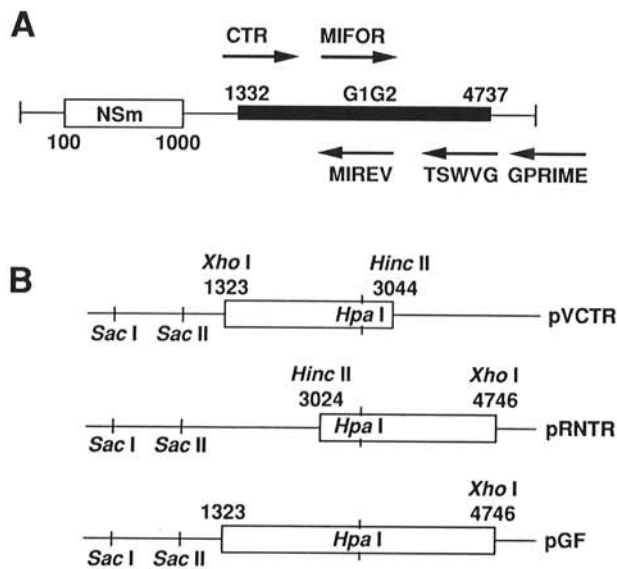 A
CTR MIFOR
1332 G1G2 4737
NSm
100 1000
MIREV TSWVG GPRIME
B
Xho I Hinc II
1323 3044
Hpa I pVCTR
Sac I Sac II
Hinc II Xho I
3024 4746
Hpa I pRNTR
Sac I Sac II
Xho I
1323 4746
Hpa I pGF
Sac I Sac II